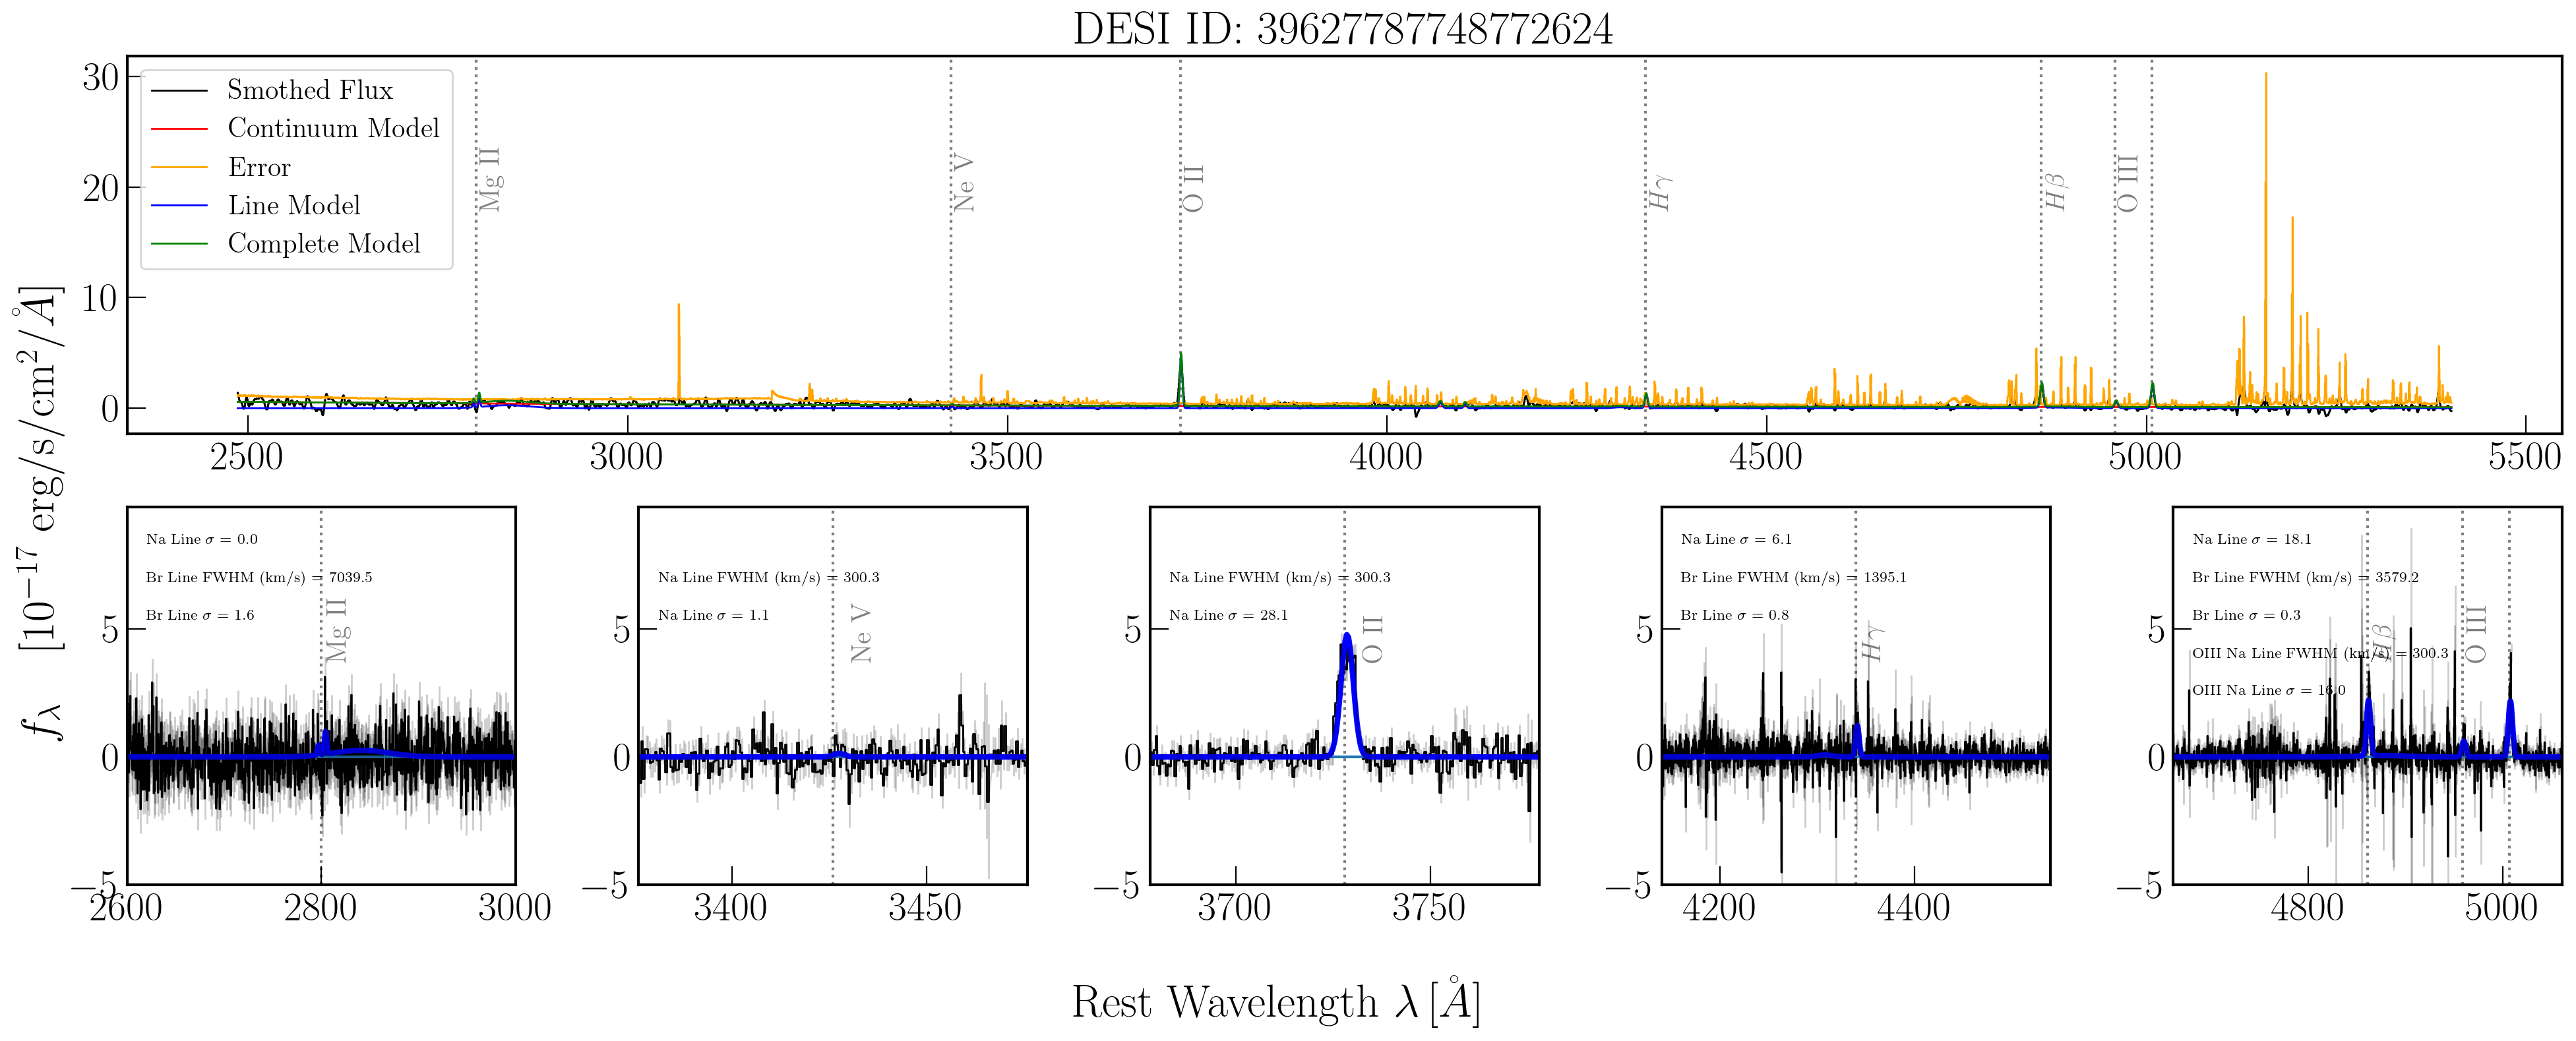 DESI ID: 39627787748772624
30
20
10
0
Smothed Flux
Continuum Model
Error
Line Model
Complete Model
Mg II
Ne V
O II
Hγ
Hβ
O III
2500 3000 3500 4000 4500 5000 5500
f_λ [10^−17 erg/s/cm^2/Å]
Na Line σ = 0.0
Br Line FWHM (km/s) = 7039.5
Br Line σ = 1.6
Mg II
5
0
−5
2600 2800 3000
Na Line FWHM (km/s) = 300.3
Na Line σ = 1.1
Ne V
5
0
−5
3400 3450
Na Line FWHM (km/s) = 300.3
Na Line σ = 28.1
O II
5
0
−5
3700 3750
Na Line σ = 6.1
Br Line FWHM (km/s) = 1395.1
Br Line σ = 0.8
Hγ
5
0
−5
4200 4400
Na Line σ = 18.1
Br Line FWHM (km/s) = 3579.2
Br Line σ = 0.3
OIII Na Line FWHM (km/s) = 300.3
OIII Na Line σ = 16.0
Hβ
O III
5
0
−5
4800 5000
Rest Wavelength λ [Å]